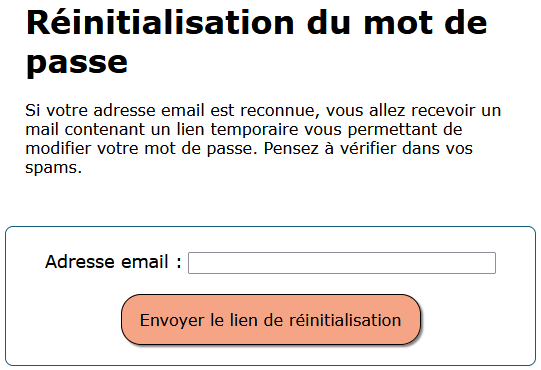 Réinitialisation du mot de
passe
Si votre adresse email est reconnue, vous allez recevoir un
mail contenant un lien temporaire vous permettant de
modifier votre mot de passe. Pensez à vérifier dans vos
spams.
Adresse email :
Envoyer le lien de réinitialisation